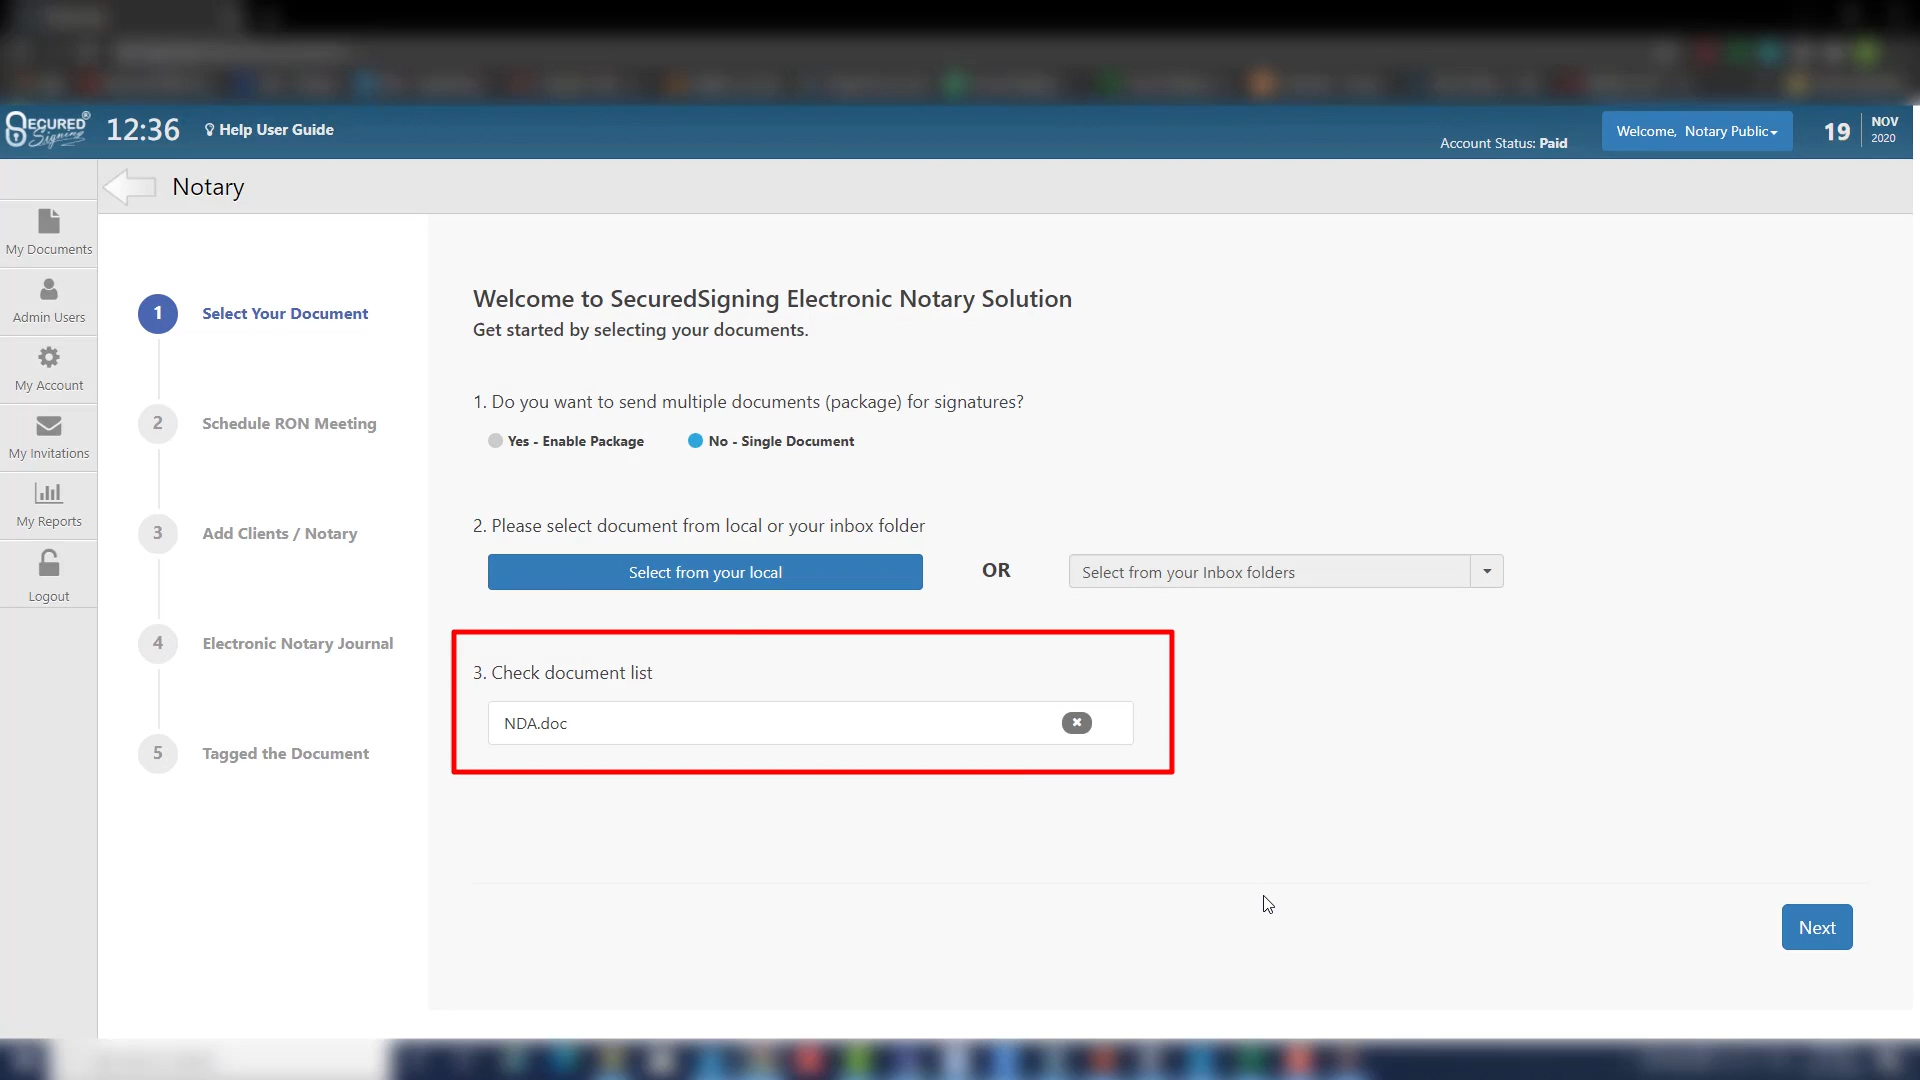 SECURED® Signing
12:36
Help User Guide
Account Status: Paid
Welcome, Notary Public
19
NOV
2020
Notary
My Documents
Admin Users
My Account
My Invitations
My Reports
Logout
1 Select Your Document
2 Schedule RON Meeting
3 Add Clients / Notary
4 Electronic Notary Journal
5 Tagged the Document
Welcome to SecuredSigning Electronic Notary Solution
Get started by selecting your documents.
1. Do you want to send multiple documents (package) for signatures?
Yes - Enable Package
No - Single Document
2. Please select document from local or your inbox folder
Select from your local
OR
Select from your Inbox folders
3. Check document list
NDA.doc
Next